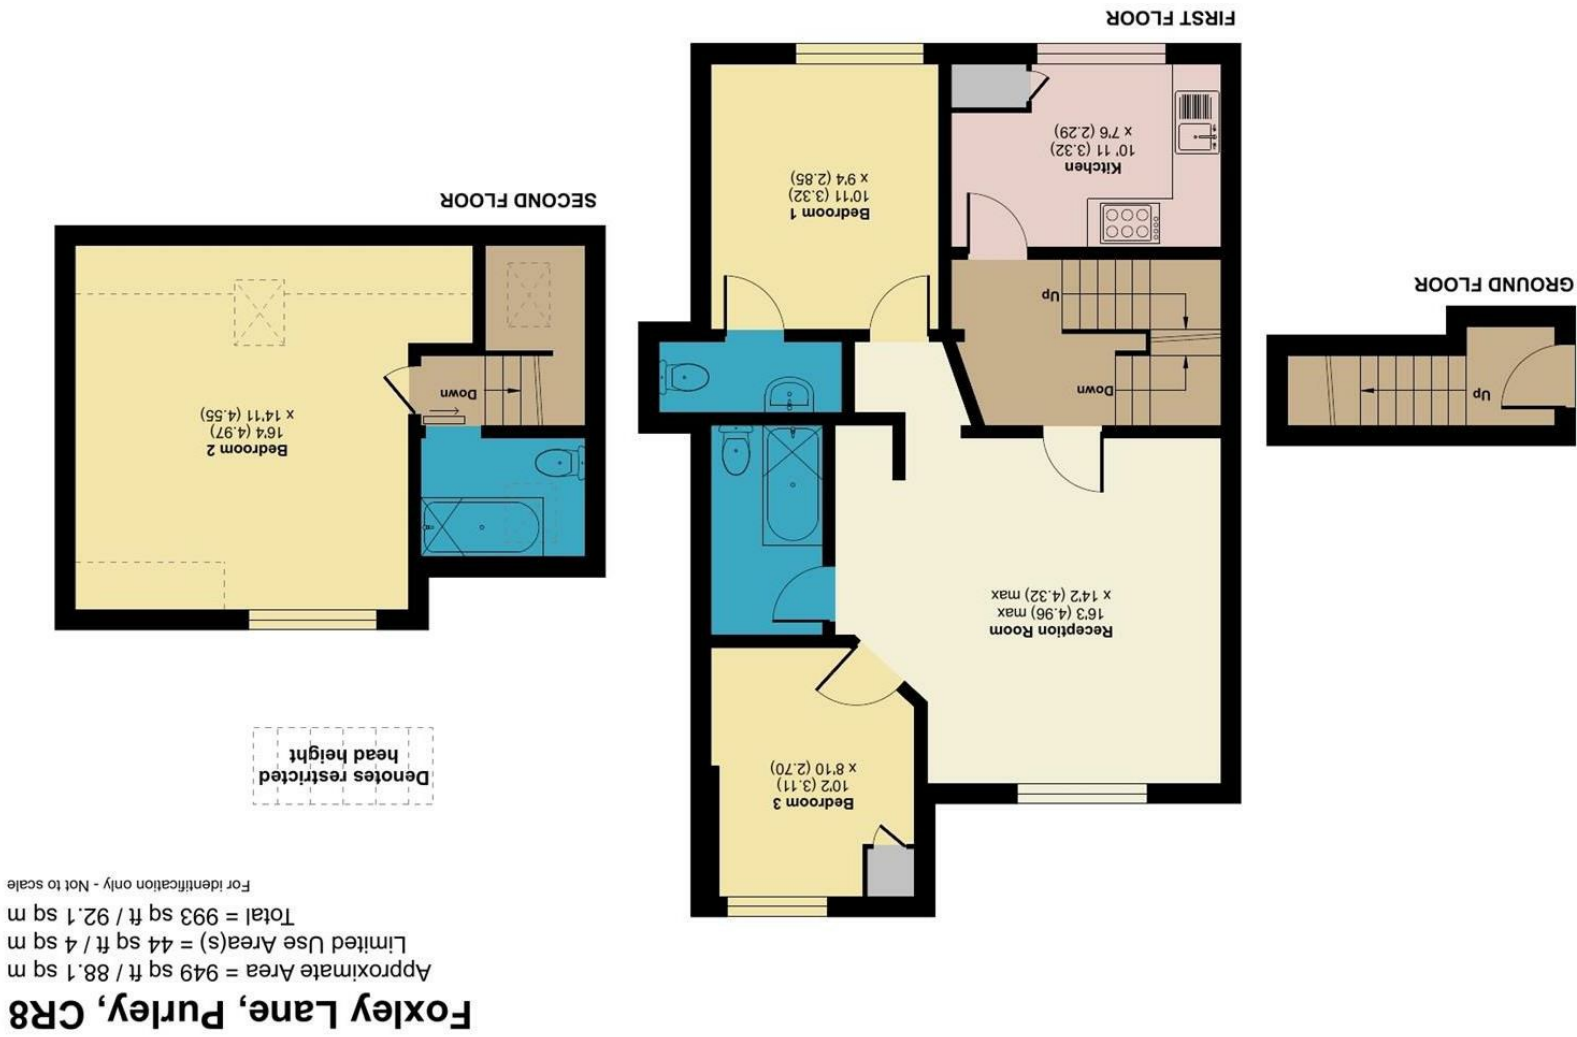 Foxley Lane, Purley, CR8
Approximate Area = 949 sq ft / 88.1 sq m
Limited Use Area(s) = 44 sq ft / 4 sq m
Total = 993 sq ft / 92.1 sq m
For identification only - Not to scale
Denotes restricted
head height
Bedroom 3
10'2 (3.11)
x 8'10 (2.70)
Reception Room
16'3 (4.96) max
x 14'2 (4.32) max
Bedroom 2
16'4 (4.97)
x 14'11 (4.55)
Down
Down
Up
Up
Bedroom 1
10'11 (3.32)
x 9'4 (2.85)
Kitchen
10' 11 (3.32)
x 7'6 (2.29)
GROUND FLOOR
SECOND FLOOR
FIRST FLOOR